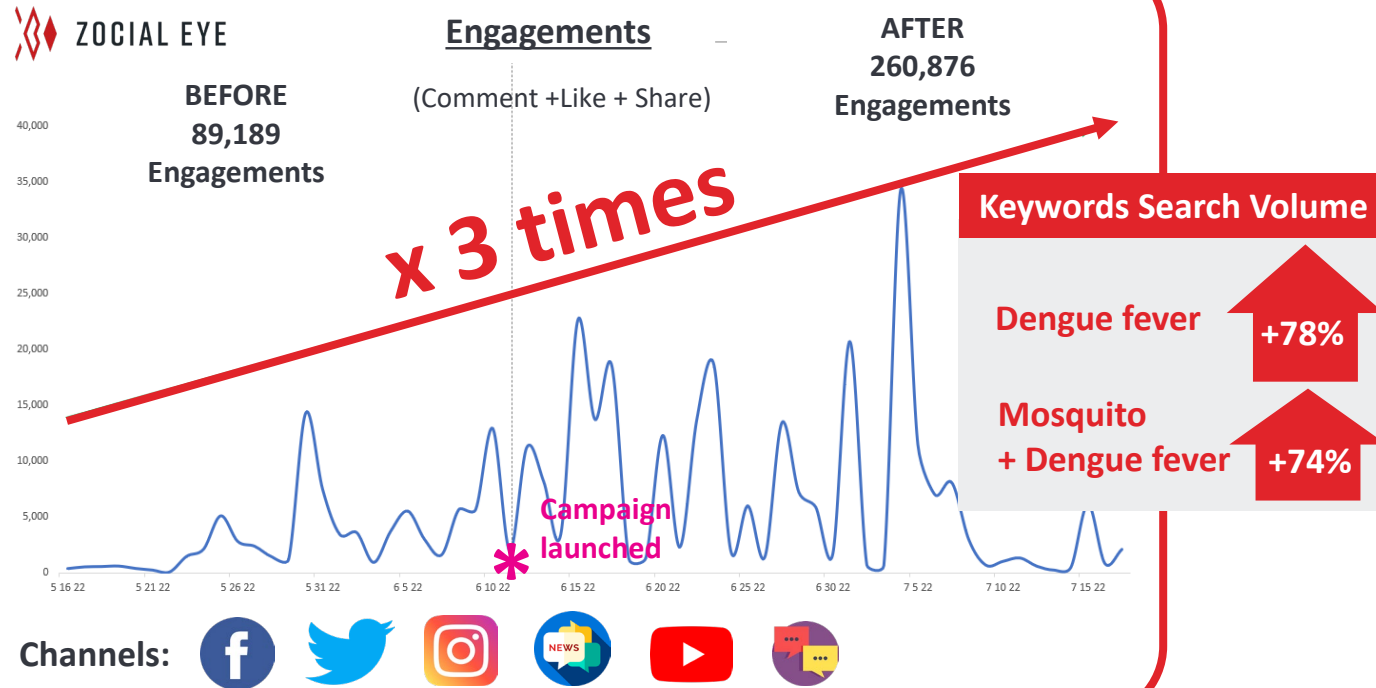 ZOCIAL EYE
Engagements
(Comment +Like + Share)
BEFORE
89,189
Engagements
AFTER
260,876
Engagements
x 3 times
40,000
35,000
30,000
25,000
20,000
15,000
10,000
5,000
0
5 16 22 5 21 22 5 26 22 5 31 22 6 5 22 6 10 22 6 15 22 6 20 22 6 25 22 6 30 22 7 5 22 7 10 22 7 15 22
Campaign
launched
*
Keywords Search Volume
Dengue fever
+78%
Mosquito
+ Dengue fever
+74%
Channels:
f
NEWS